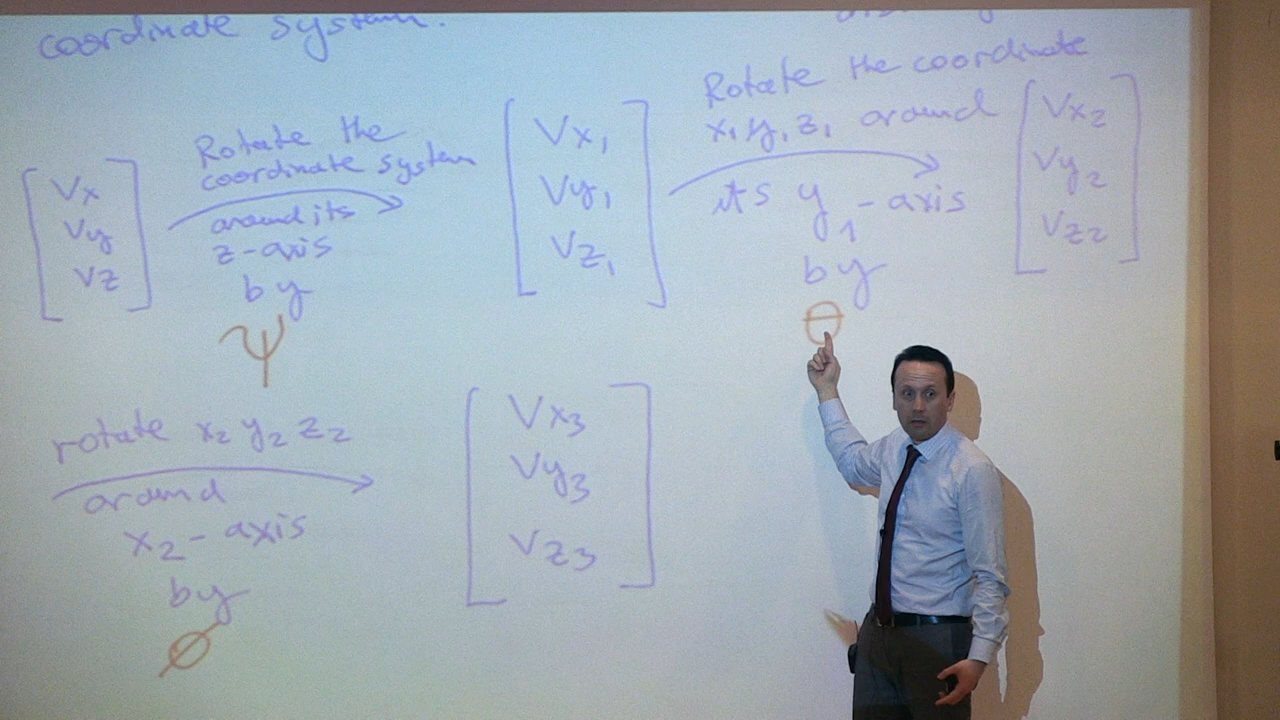 coordinate system.
Vx
Vy
Vz
Rotate the
coordinate system
around its
z-axis
by
ψ
Vx₁
Vy₁
Vz₁
Rotate the coordinate
x₁ y₁ z₁ around
its y₁-axis
by
θ
Vx₂
Vy₂
Vz₂
rotate x₂ y₂ z₂
around
x₂-axis
by
φ
Vx₃
Vy₃
Vz₃